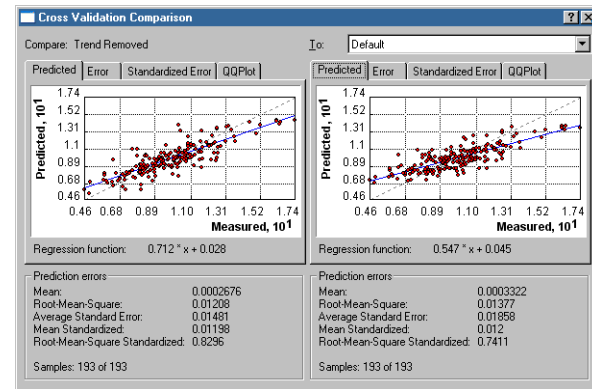 Cross Validation Comparison
Compare: Trend Removed
To: Default
Predicted Error Standardized Error QQPlot
1.74
1.52
1.31
1.1
0.89
0.68
0.46
Predicted, 10¹
0.46 0.68 0.89 1.10 1.31 1.52 1.74
Measured, 10¹
Regression function: 0.712 * x + 0.028
Prediction errors
Mean: 0.0002676
Root-Mean-Square: 0.01208
Average Standard Error: 0.01481
Mean Standardized: 0.01198
Root-Mean-Square Standardized: 0.8296
Samples: 193 of 193
Predicted Error Standardized Error QQPlot
1.74
1.52
1.31
1.1
0.89
0.68
0.46
Predicted, 10¹
0.46 0.68 0.89 1.10 1.31 1.52 1.74
Measured, 10¹
Regression function: 0.547 * x + 0.045
Prediction errors
Mean: 0.0003322
Root-Mean-Square: 0.01377
Average Standard Error: 0.01858
Mean Standardized: 0.012
Root-Mean-Square Standardized: 0.7411
Samples: 193 of 193